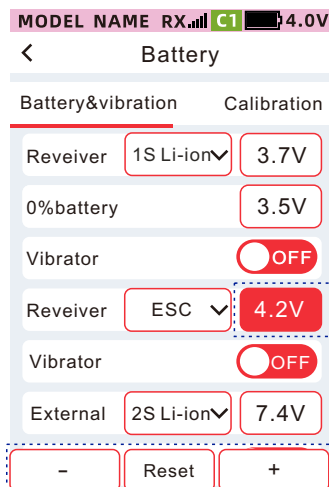 MODEL NAME RX C1 4.0V
Battery
Battery&vibration Calibration
Reveiver 1S Li-ion 3.7V
0%battery 3.5V
Vibrator OFF
Reveiver ESC 4.2V
Vibrator OFF
External 2S Li-ion 7.4V
- Reset +